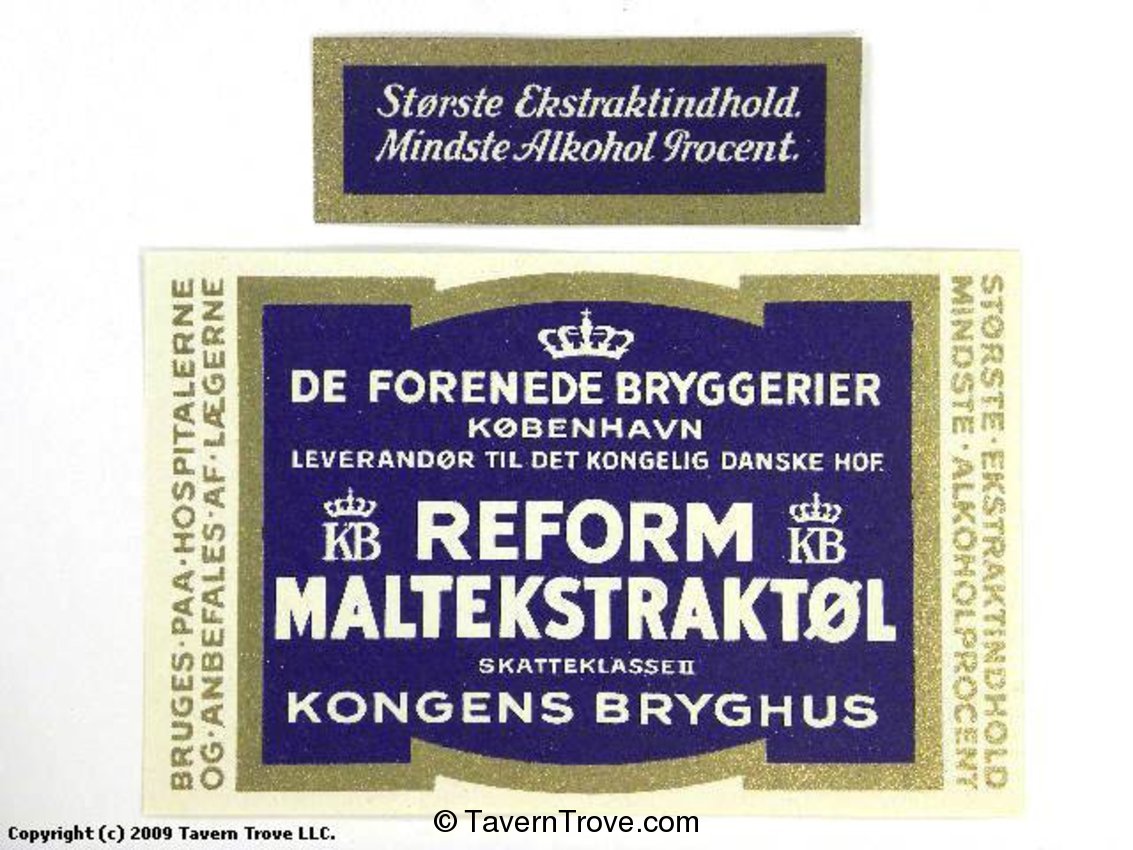 Største Ekstraktindhold.
Mindste Alkohol Procent.
BRUGES · PAA · HOSPITALERNE
OG · ANBEFALES · AF · LÆGERNE
DE FORENEDE BRYGGERIER
KØBENHAVN
LEVERANDØR TIL DET KONGELIG DANSKE HOF.
KB REFORM KB
MALTEKSTRAKTØL
SKATTEKLASSE II
KONGENS BRYGHUS
STØRSTE · EKSTRAKTINDHOLD
MINDSTE · ALKOHOLPROCENT
© TavernTrove.com
Copyright (c) 2009 Tavern Trove LLC.